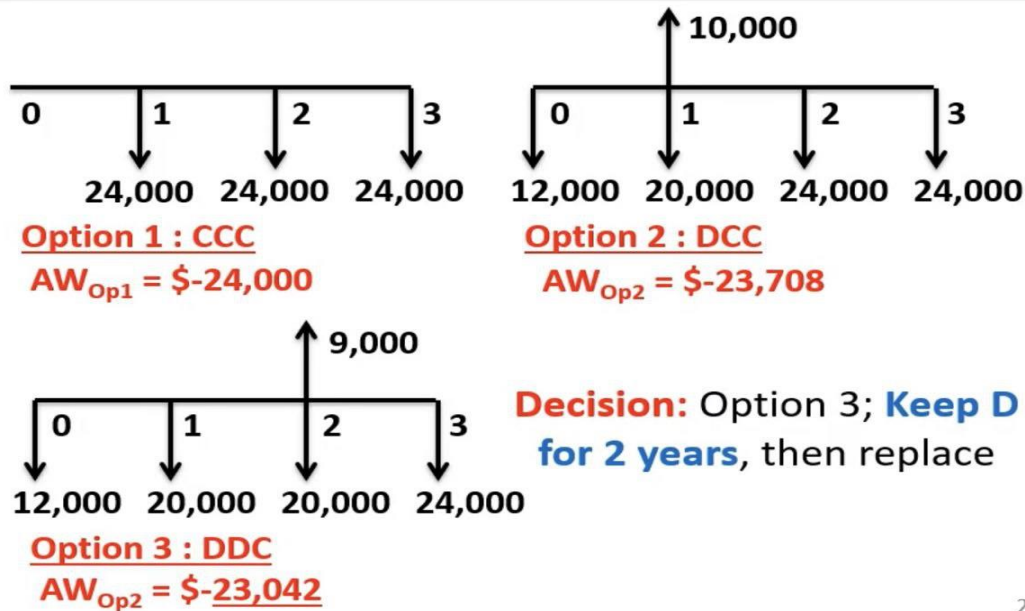 10,000
0 1 2 3
24,000 24,000 24,000
Option 1 : CCC
AWOp1 = $-24,000
0 1 2 3
12,000 20,000 24,000 24,000
Option 2 : DCC
AWOp2 = $-23,708
9,000
0 1 2 3
12,000 20,000 20,000 24,000
Option 3 : DDC
AWOp2 = $-23,042
Decision: Option 3; Keep D
for 2 years, then replace